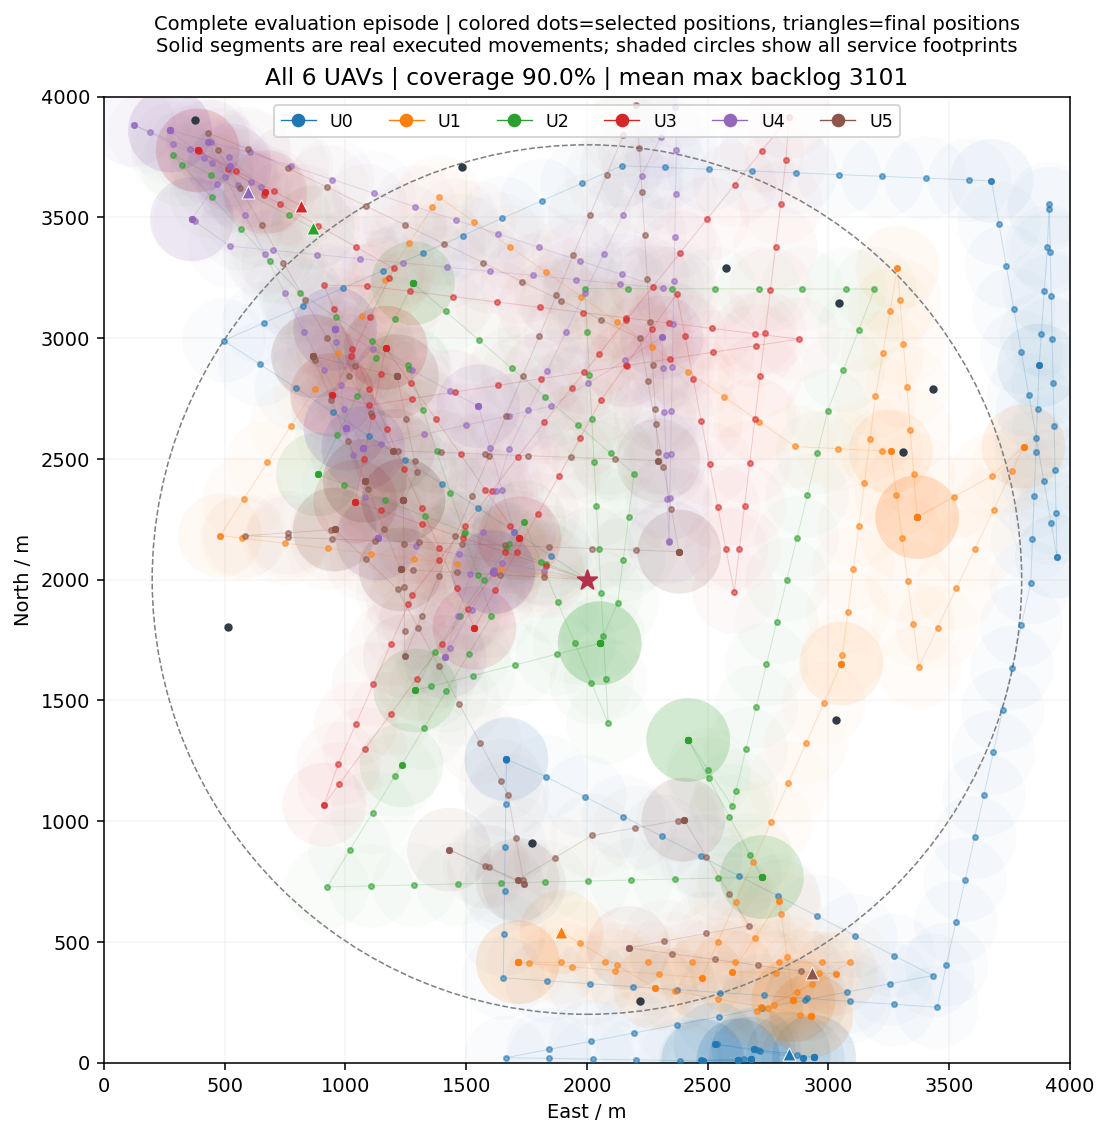 Complete evaluation episode | colored dots=selected positions, triangles=final positions
Solid segments are real executed movements; shaded circles show all service footprints
All 6 UAVs | coverage 90.0% | mean max backlog 3101
U0 U1 U2 U3 U4 U5
4000
3500
3000
2500
2000
1500
1000
500
0
North / m
0 500 1000 1500 2000 2500 3000 3500 4000
East / m